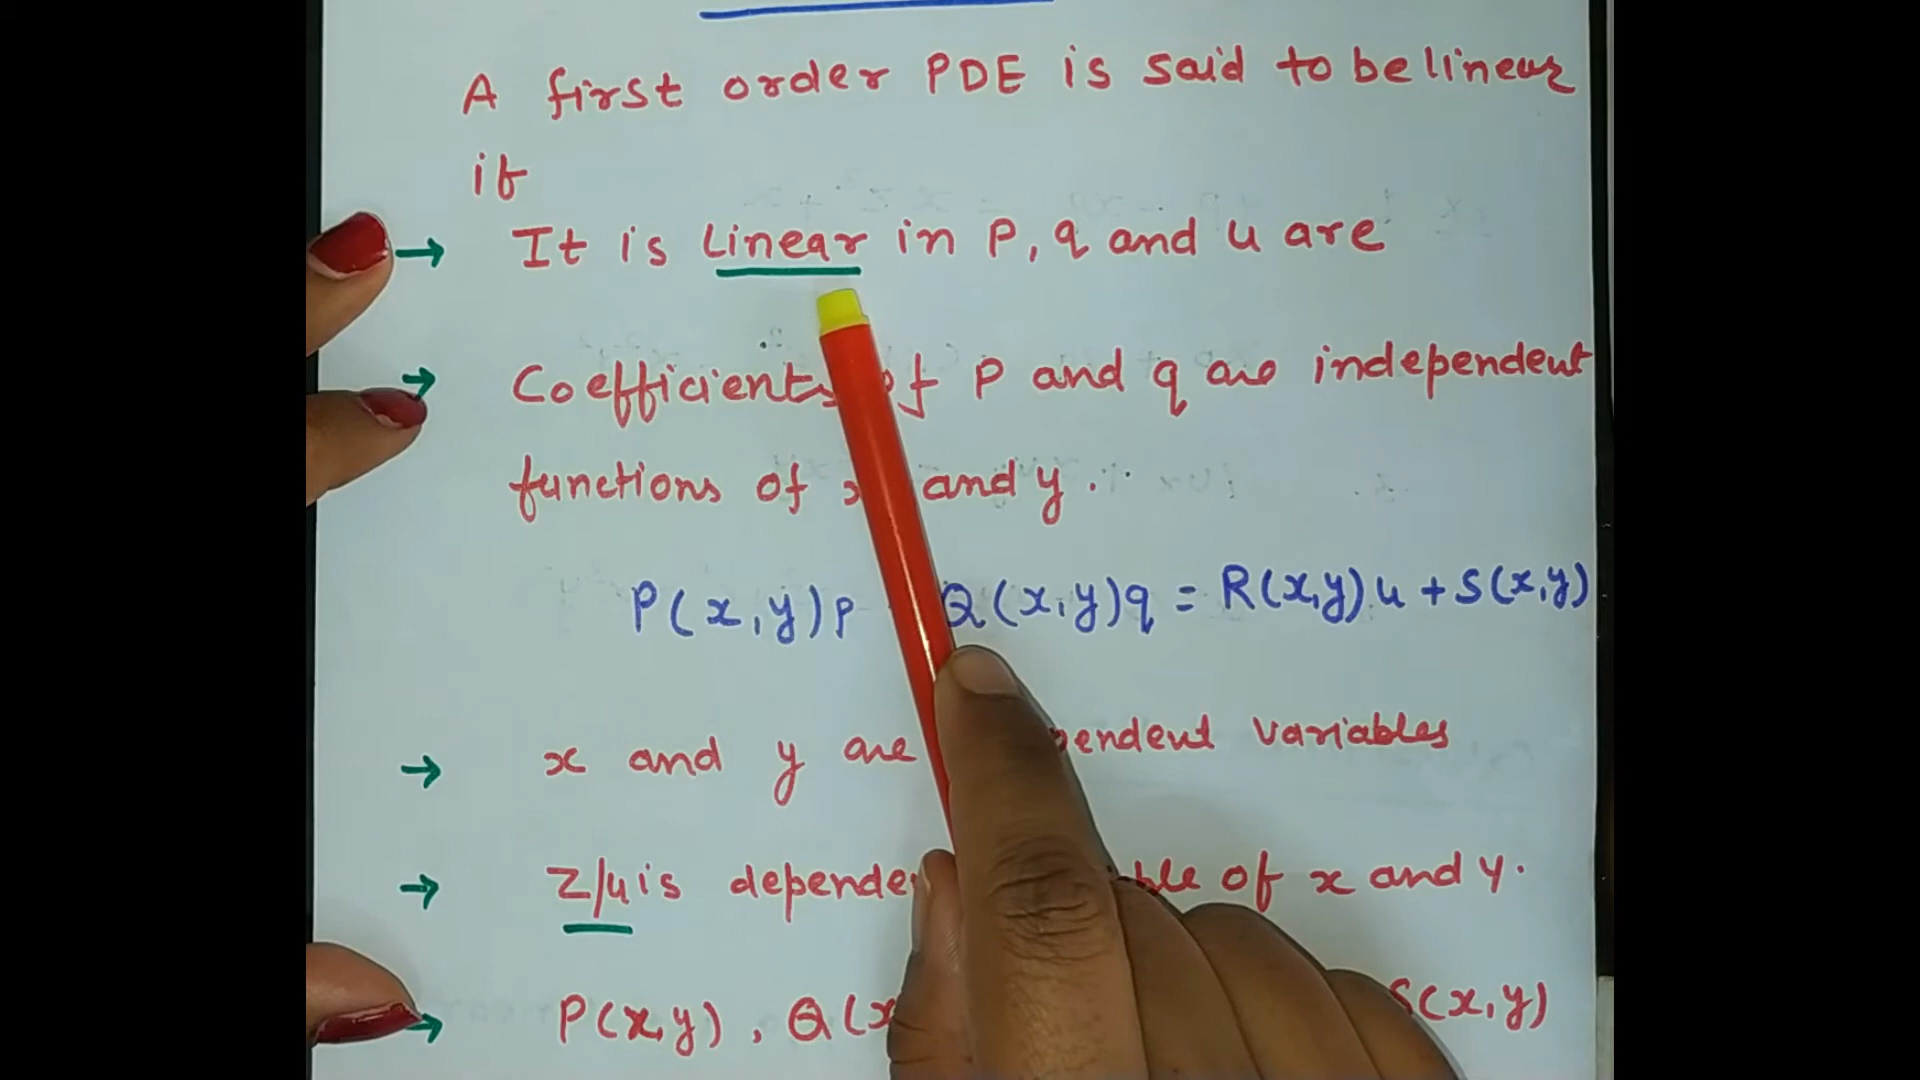 A first order PDE is said to be linear
if
→ It is Linear in P, q and u are
→ Coefficients of P and q are independent
functions of x and y.
P(x,y)p Q(x,y)q = R(x,y)u + S(x,y)
→ x and y are variables
→ Z/u is of x and y.
→ P(x,y), Q(x S(x,y)